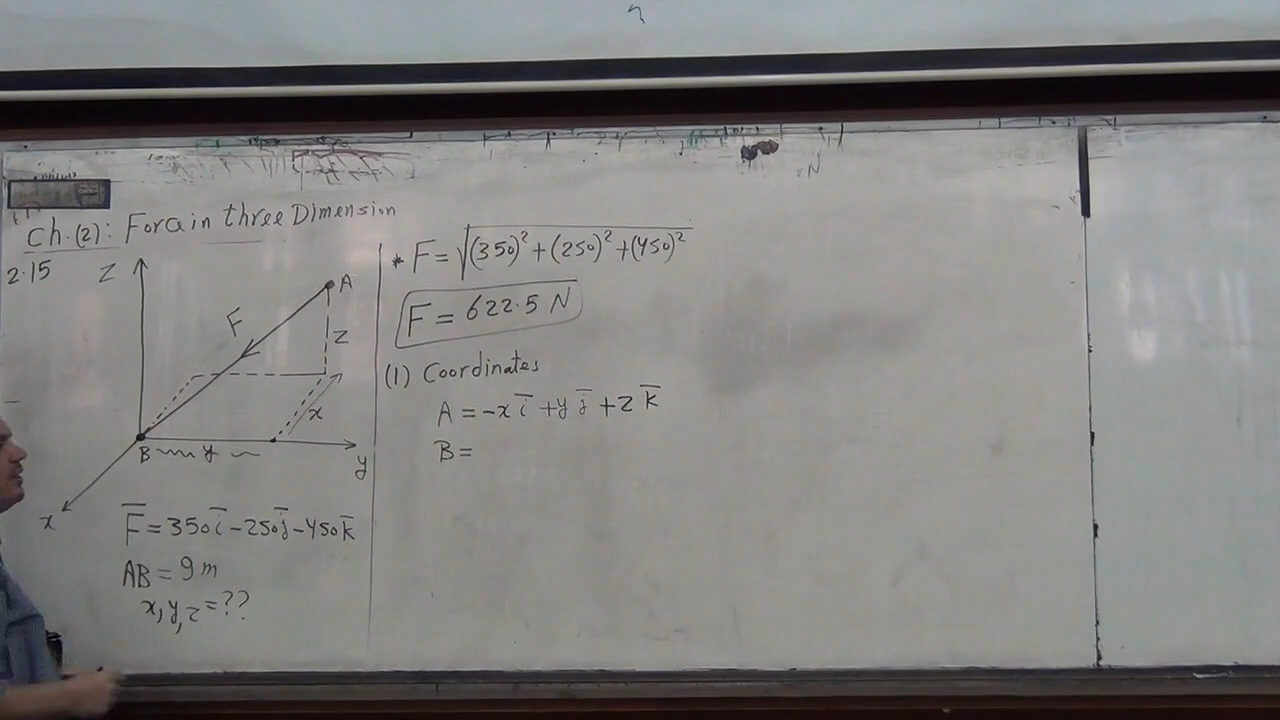 Ch.(2): Force in three Dimension
2.15
Z
A
F
Z
x
B
y
y
x
F̅ = 350i̅ - 250j̅ - 450k̅
AB = 9m
x, y, z = ??
* F = √(350)² + (250)² + (450)²
F = 622.5 N
(1) Coordinates
A = -x i̅ + y j̅ + z k̅
B =
N